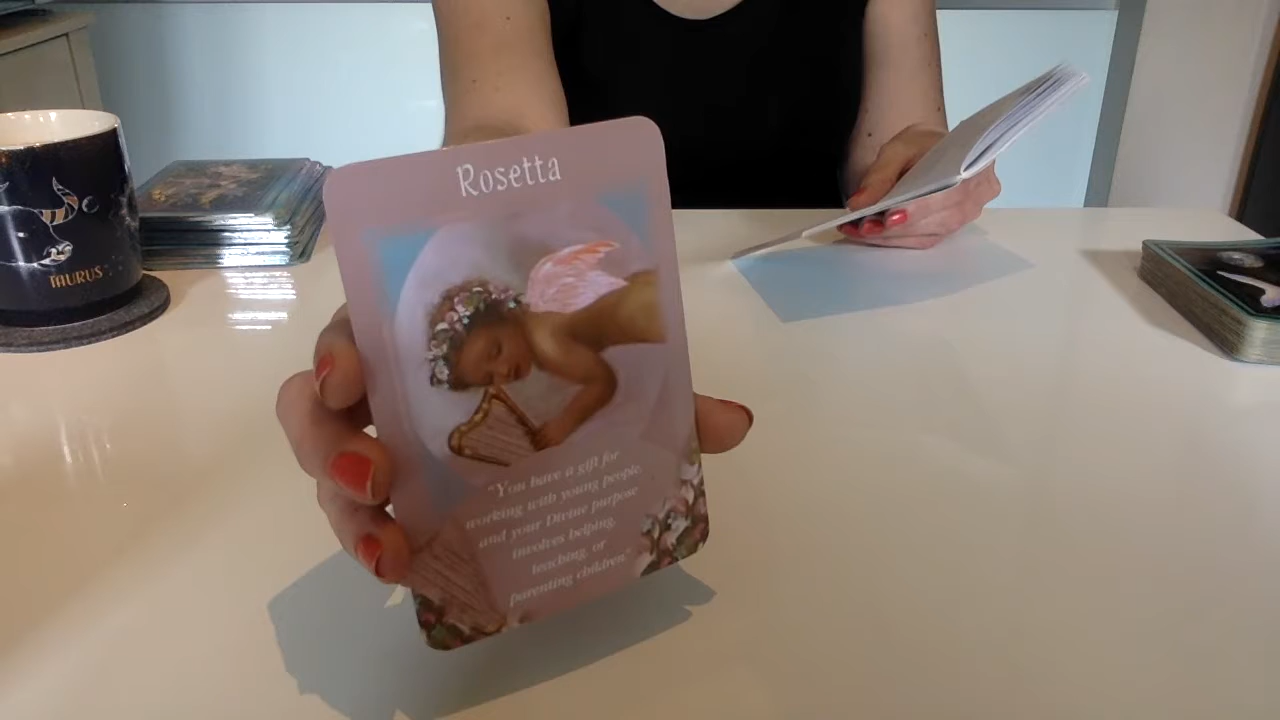 Rosetta
"You have a gift for
working with young people,
and your Divine purpose
involves helping,
teaching, or
parenting children."
TAURUS